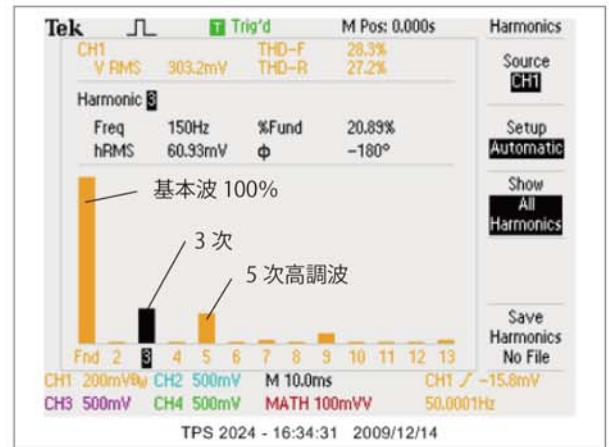 Tek Trig'd M Pos: 0.000s Harmonics
CH1 THD-F 28.3%
V RMS 303.2mV THD-R 27.2%
Source
CH1
Harmonic 3
Freq 150Hz %Fund 20.89%
hRMS 60.93mV ϕ -180°
Setup
Automatic
Show
All
Harmonics
基本波 100%
3 次
5 次高調波
Save
Harmonics
No File
Fnd 2 3 4 5 6 7 8 9 10 11 12 13
CH1 200mV CH2 500mV M 10.0ms CH1 -15.8mV
CH3 500mV CH4 500mV MATH 100mVV 50.0001Hz
TPS 2024 - 16:34:31 2009/12/14